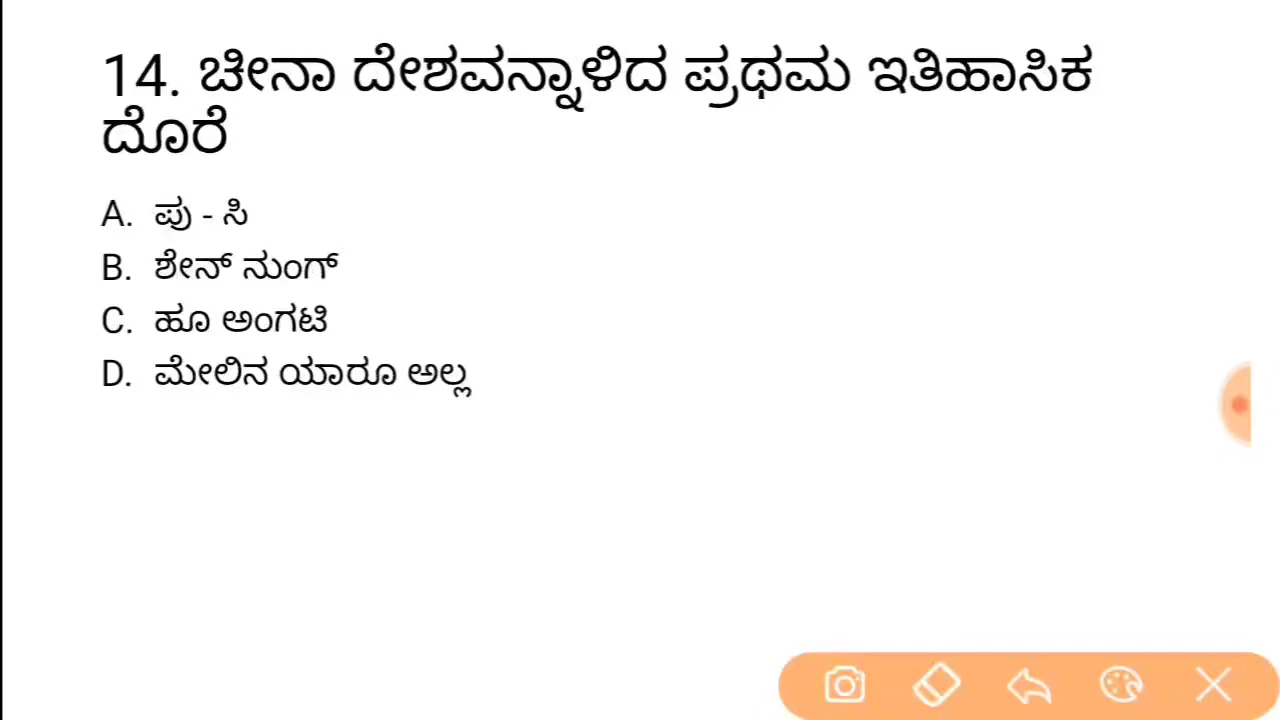 14. ಚೀನಾ ದೇಶವನ್ನಾಳಿದ ಪ್ರಥಮ ಇತಿಹಾಸಿಕ
ದೊರೆ
A. ಪು - ಸಿ
B. ಶೇನ್ ನುಂಗ್
C. ಹೂ ಅಂಗಟಿ
D. ಮೇಲಿನ ಯಾರೂ ಅಲ್ಲ